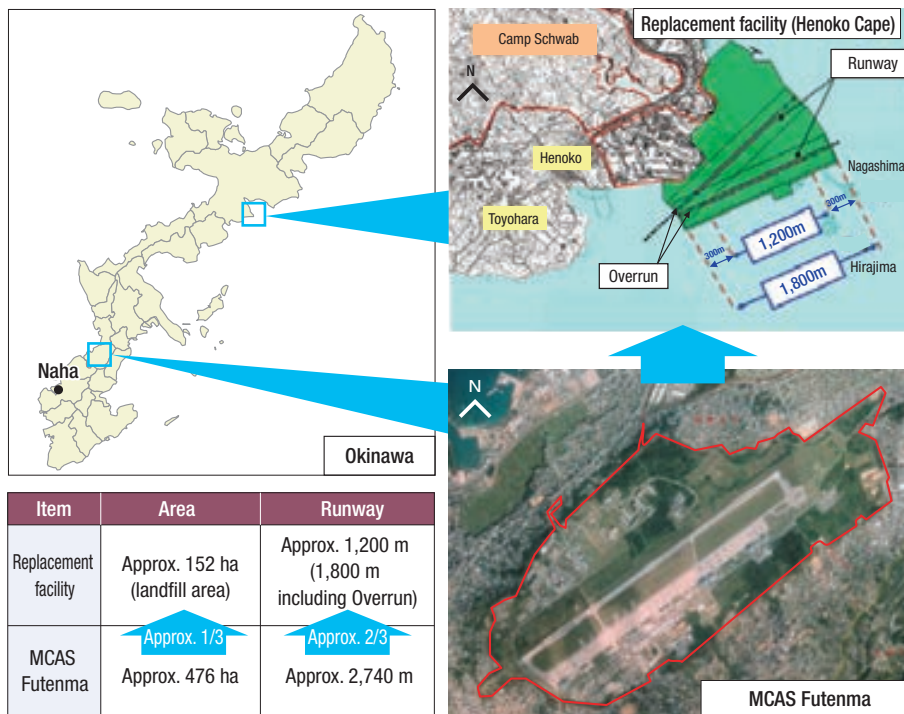 Naha
Okinawa
Replacement facility (Henoko Cape)
Camp Schwab
N
Runway
Henoko
Nagashima
Toyohara
300m
1,200m
300m
Overrun
1,800m
Hirajima
N
MCAS Futenma
Item Area Runway
Replacement
facility
Approx. 152 ha
(landfill area)
Approx. 1,200 m
(1,800 m
including Overrun)
Approx. 1/3
Approx. 2/3
MCAS
Futenma
Approx. 476 ha
Approx. 2,740 m